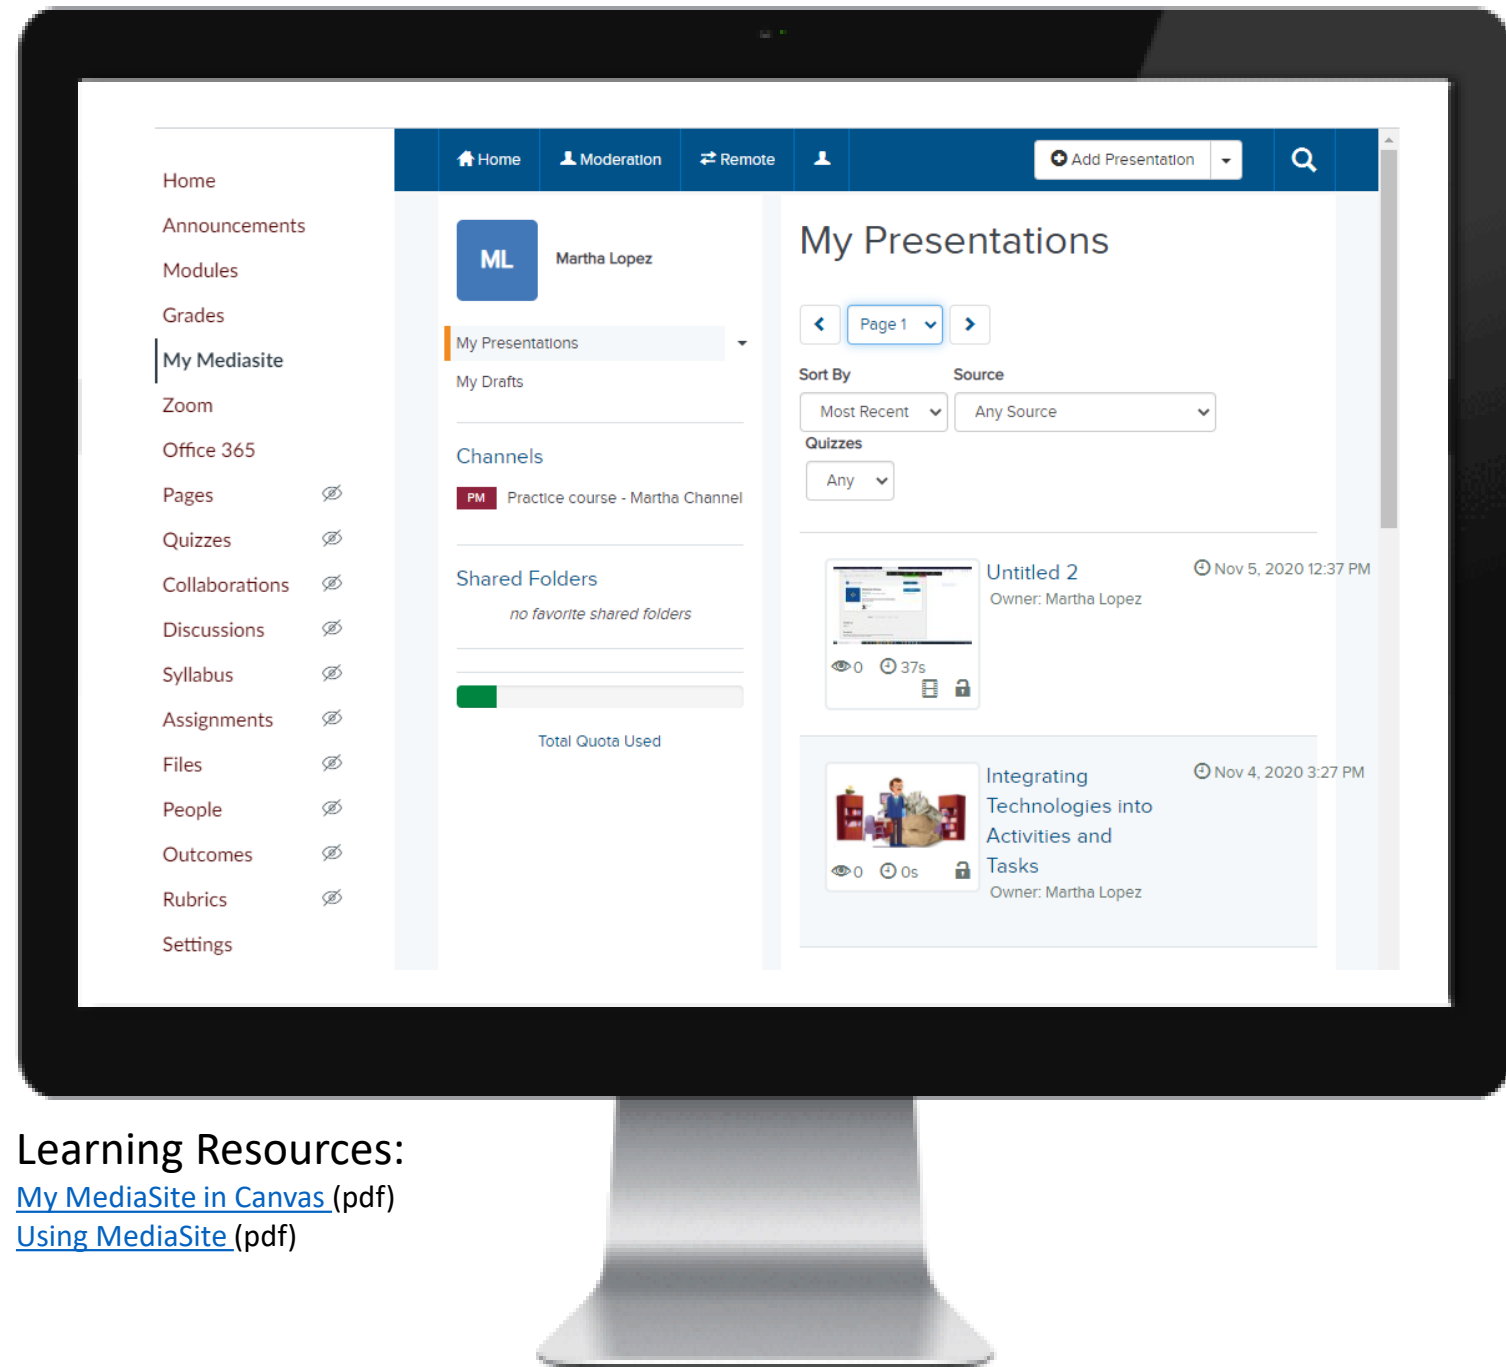 Home
Announcements
Modules
Grades
My Mediasite
Zoom
Office 365
Pages
Quizzes
Collaborations
Discussions
Syllabus
Assignments
Files
People
Outcomes
Rubrics
Settings
Home Moderation Remote
Add Presentation
ML Martha Lopez
My Presentations
My Drafts
Channels
PM Practice course - Martha Channel
Shared Folders
no favorite shared folders
Total Quota Used
My Presentations
Page 1
Sort By Source
Most Recent Any Source
Quizzes
Any
Untitled 2 Nov 5, 2020 12:37 PM
Owner: Martha Lopez
0 37s
Integrating Nov 4, 2020 3:27 PM
Technologies into
Activities and
Tasks
Owner: Martha Lopez
0 0s
Learning Resources:
My MediaSite in Canvas (pdf)
Using MediaSite (pdf)